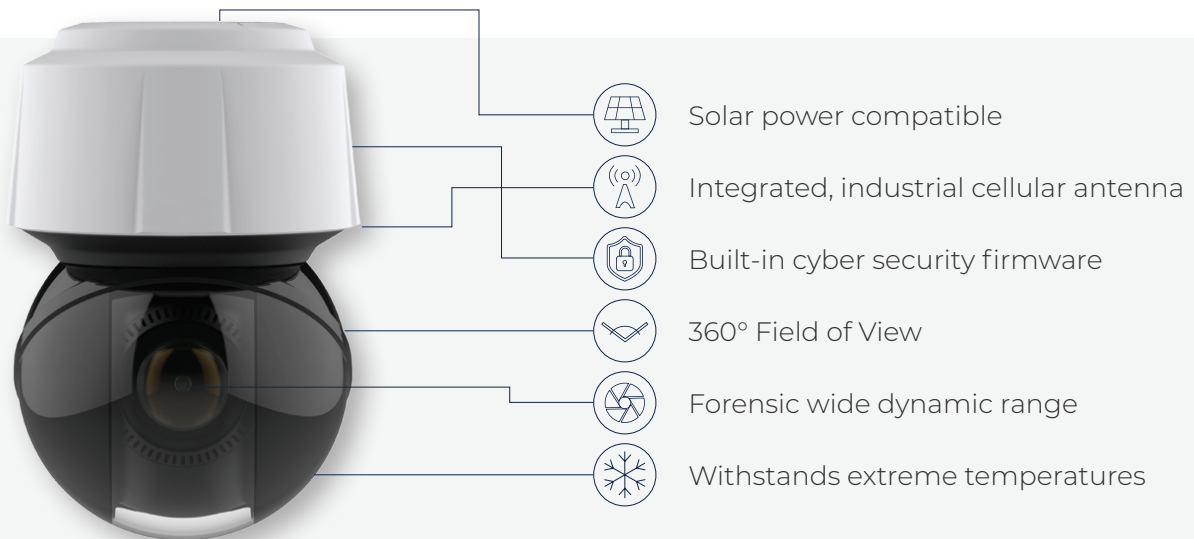 Solar power compatible
Integrated, industrial cellular antenna
Built-in cyber security firmware
360° Field of View
Forensic wide dynamic range
Withstands extreme temperatures